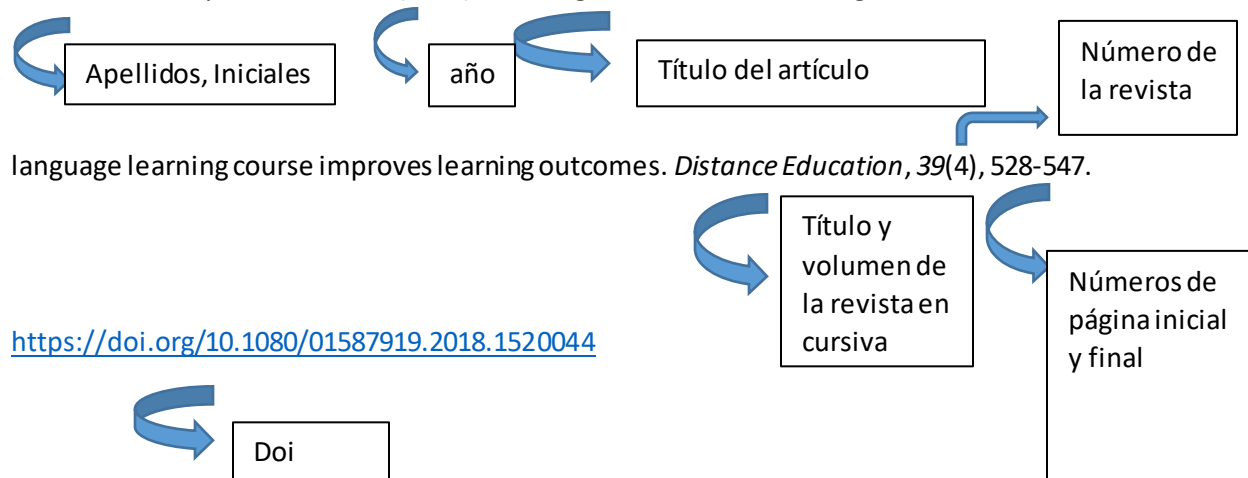 Apellidos, Iniciales
año
Título del artículo
Número de
la revista
language learning course improves learning outcomes. Distance Education, 39(4), 528-547.
Título y
volumen de
la revista en
cursiva
Números de
página inicial
y final
https://doi.org/10.1080/01587919.2018.1520044
Doi